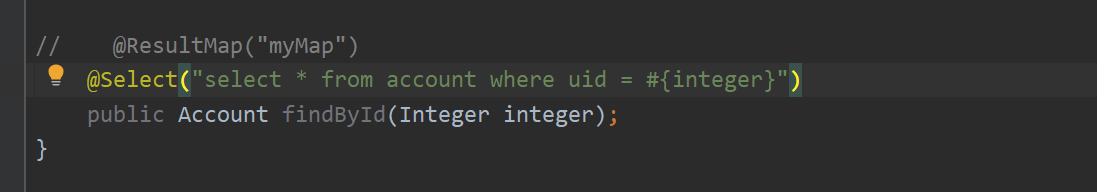 //    @ResultMap("myMap")
@Select("select * from account where uid = #{integer}")
public Account findById(Integer integer);
}